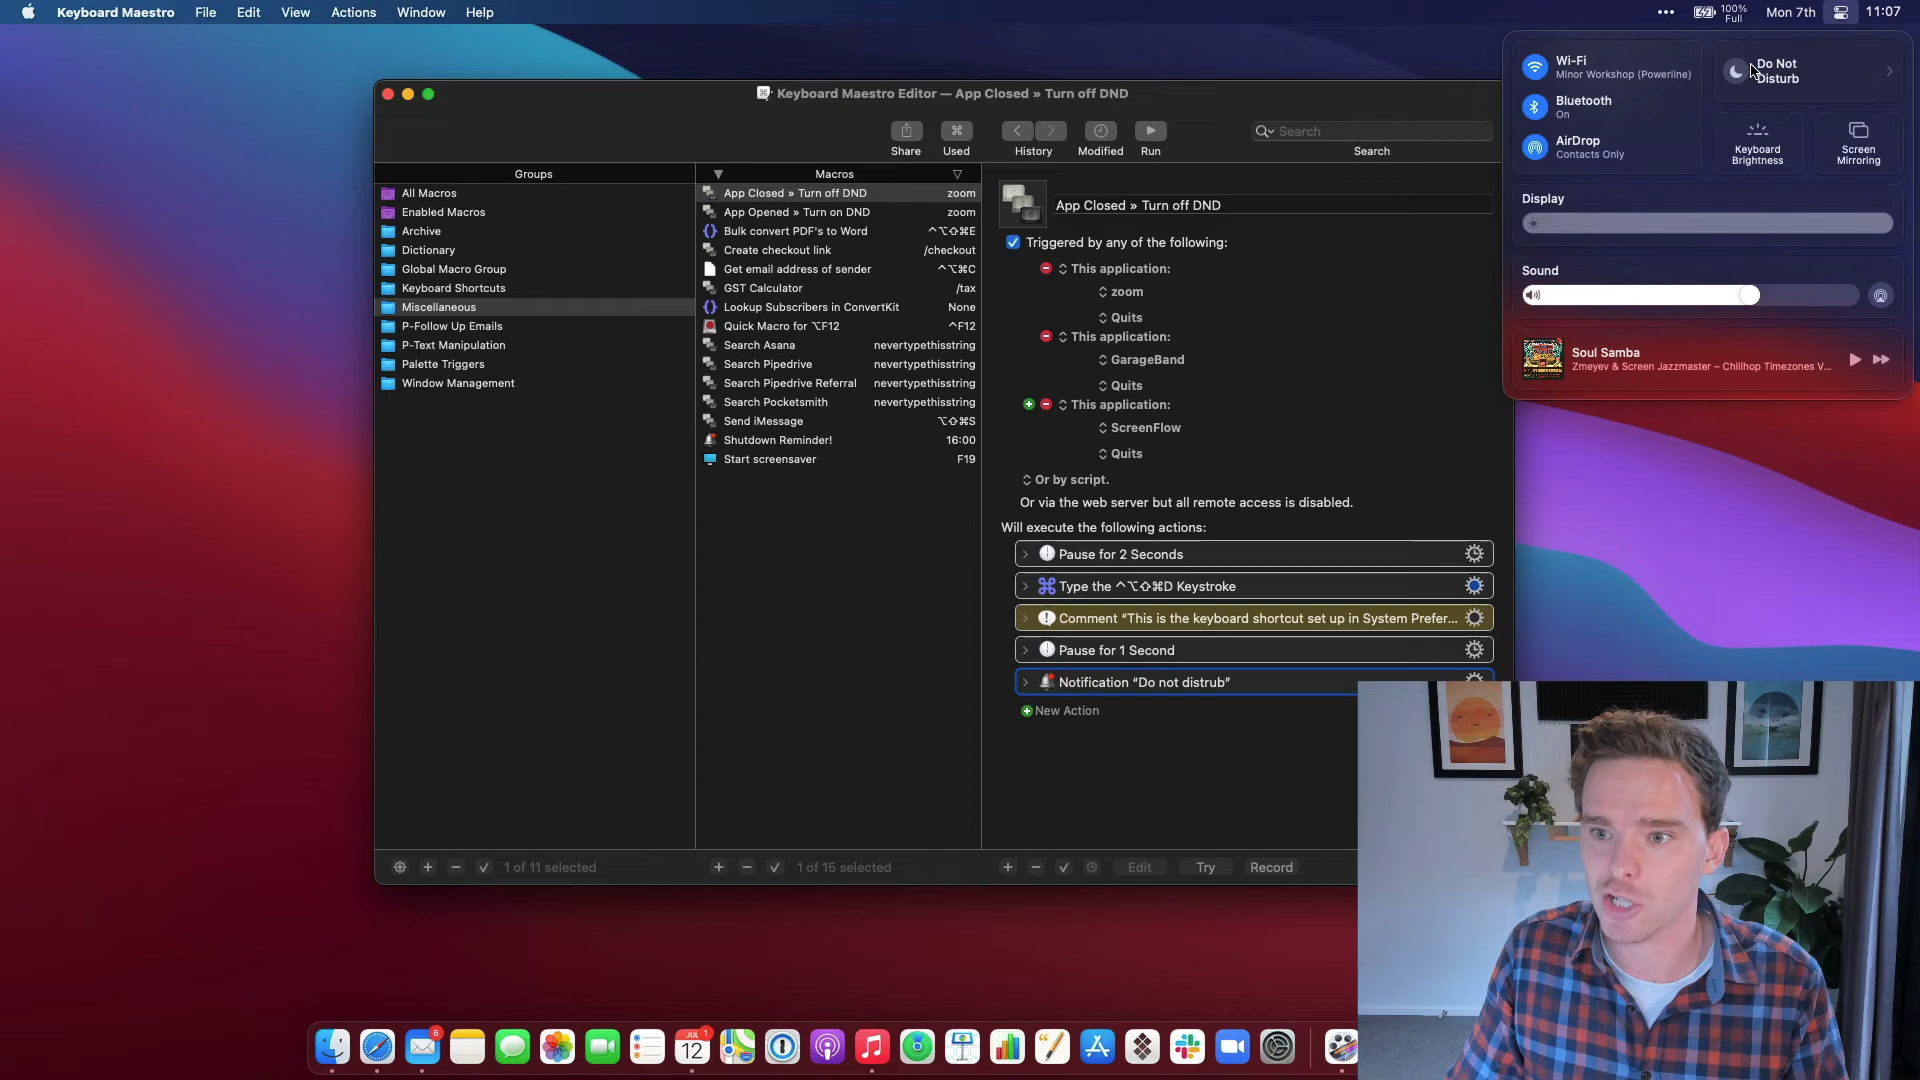 Keyboard Maestro File Edit View Actions Window Help
100% Full Mon 7th 11:07
Keyboard Maestro Editor — App Closed » Turn off DND
Share Used History Modified Run Search
Search
Groups
All Macros
Enabled Macros
Archive
Dictionary
Global Macro Group
Keyboard Shortcuts
Miscellaneous
P-Follow Up Emails
P-Text Manipulation
Palette Triggers
Window Management
Macros
App Closed » Turn off DND zoom
App Opened » Turn on DND zoom
Bulk convert PDF's to Word ^⌥⇧⌘E
Create checkout link /checkout
Get email address of sender ^⌥⌘C
GST Calculator /tax
Lookup Subscribers in ConvertKit None
Quick Macro for ⌥F12 ^F12
Search Asana nevertypethisstring
Search Pipedrive nevertypethisstring
Search Pipedrive Referral nevertypethisstring
Search Pocketsmith nevertypethisstring
Send iMessage ⌥⇧⌘S
Shutdown Reminder! 16:00
Start screensaver F19
App Closed » Turn off DND
Triggered by any of the following:
This application:
zoom
Quits
This application:
GarageBand
Quits
This application:
ScreenFlow
Quits
Or by script.
Or via the web server but all remote access is disabled.
Will execute the following actions:
Pause for 2 Seconds
Type the ^⌥⇧⌘D Keystroke
Comment “This is the keyboard shortcut set up in System Prefer...
Pause for 1 Second
Notification “Do not distrub”
New Action
1 of 11 selected
1 of 15 selected
Edit Try Record
Wi-Fi
Minor Workshop (Powerline)
Bluetooth
On
AirDrop
Contacts Only
Do Not
Disturb
Keyboard
Brightness
Screen
Mirroring
Display
Sound
Soul Samba
Zmeyev & Screen Jazzmaster – Chillhop Timezones V...
6
JUL
12
1